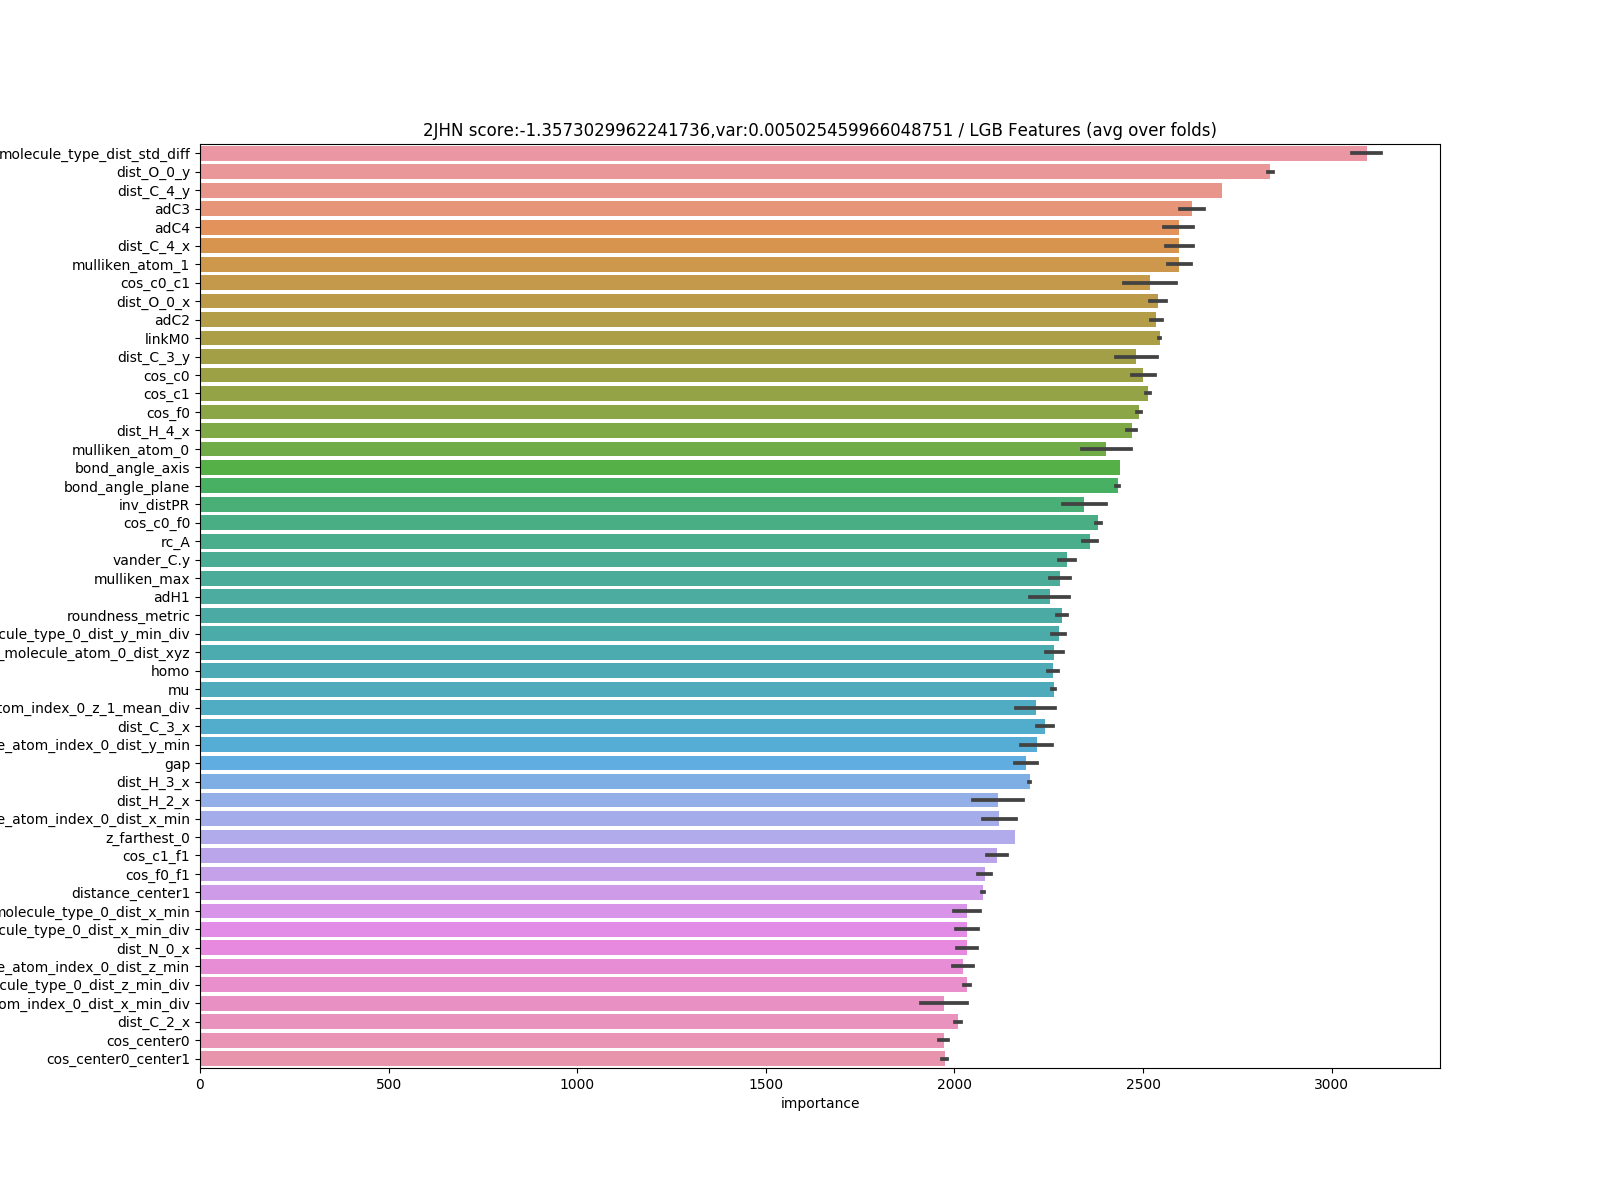 2JHN score:-1.3573029962241736,var:0.005025459966048751 / LGB Features (avg over folds)
molecule_type_dist_std_diff
dist_O_0_y
dist_C_4_y
adC3
adC4
dist_C_4_x
mulliken_atom_1
cos_c0_c1
dist_O_0_x
adC2
linkM0
dist_C_3_y
cos_c0
cos_c1
cos_f0
dist_H_4_x
mulliken_atom_0
bond_angle_axis
bond_angle_plane
inv_distPR
cos_c0_f0
rc_A
vander_C.y
mulliken_max
adH1
roundness_metric
cule_type_0_dist_y_min_div
_molecule_atom_0_dist_xyz
homo
mu
tom_index_0_z_1_mean_div
dist_C_3_x
e_atom_index_0_dist_y_min
gap
dist_H_3_x
dist_H_2_x
e_atom_index_0_dist_x_min
z_farthest_0
cos_c1_f1
cos_f0_f1
distance_center1
molecule_type_0_dist_x_min
cule_type_0_dist_x_min_div
dist_N_0_x
e_atom_index_0_dist_z_min
cule_type_0_dist_z_min_div
om_index_0_dist_x_min_div
dist_C_2_x
cos_center0
cos_center0_center1
0 500 1000 1500 2000 2500 3000
importance